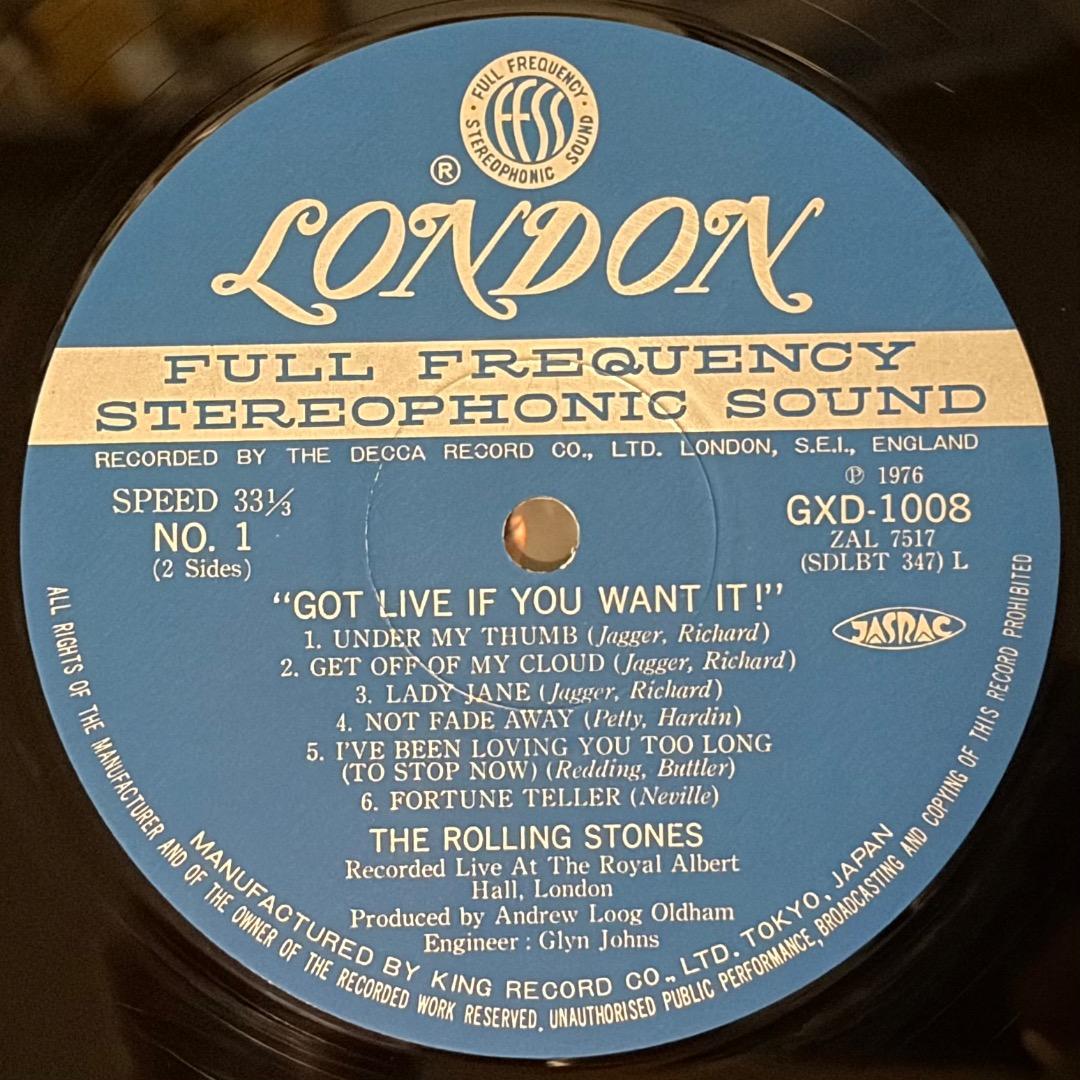 FULL FREQUENCY
STEREOPHONIC SOUND
FFSS
®
LONDON
FULL FREQUENCY
STEREOPHONIC SOUND
RECORDED BY THE DECCA RECORD CO., LTD. LONDON, S.E.I., ENGLAND
SPEED 33⅓
NO. 1
(2 Sides)
℗ 1976
GXD-1008
ZAL 7517
(SDLBT 347) L
JASRAC
"GOT LIVE IF YOU WANT IT!"
1. UNDER MY THUMB (Jagger, Richard)
2. GET OFF OF MY CLOUD (Jagger, Richard)
3. LADY JANE (Jagger, Richard)
4. NOT FADE AWAY (Petty, Hardin)
5. I'VE BEEN LOVING YOU TOO LONG
(TO STOP NOW) (Redding, Buttler)
6. FORTUNE TELLER (Neville)
THE ROLLING STONES
Recorded Live At The Royal Albert
Hall, London
Produced by Andrew Loog Oldham
Engineer : Glyn Johns
MANUFACTURED BY KING RECORD CO., LTD. TOKYO, JAPAN
ALL RIGHTS OF THE MANUFACTURER AND OF THE OWNER OF THE RECORDED WORK RESERVED. UNAUTHORISED PUBLIC PERFORMANCE, BROADCASTING AND COPYING OF THIS RECORD PROHIBITED